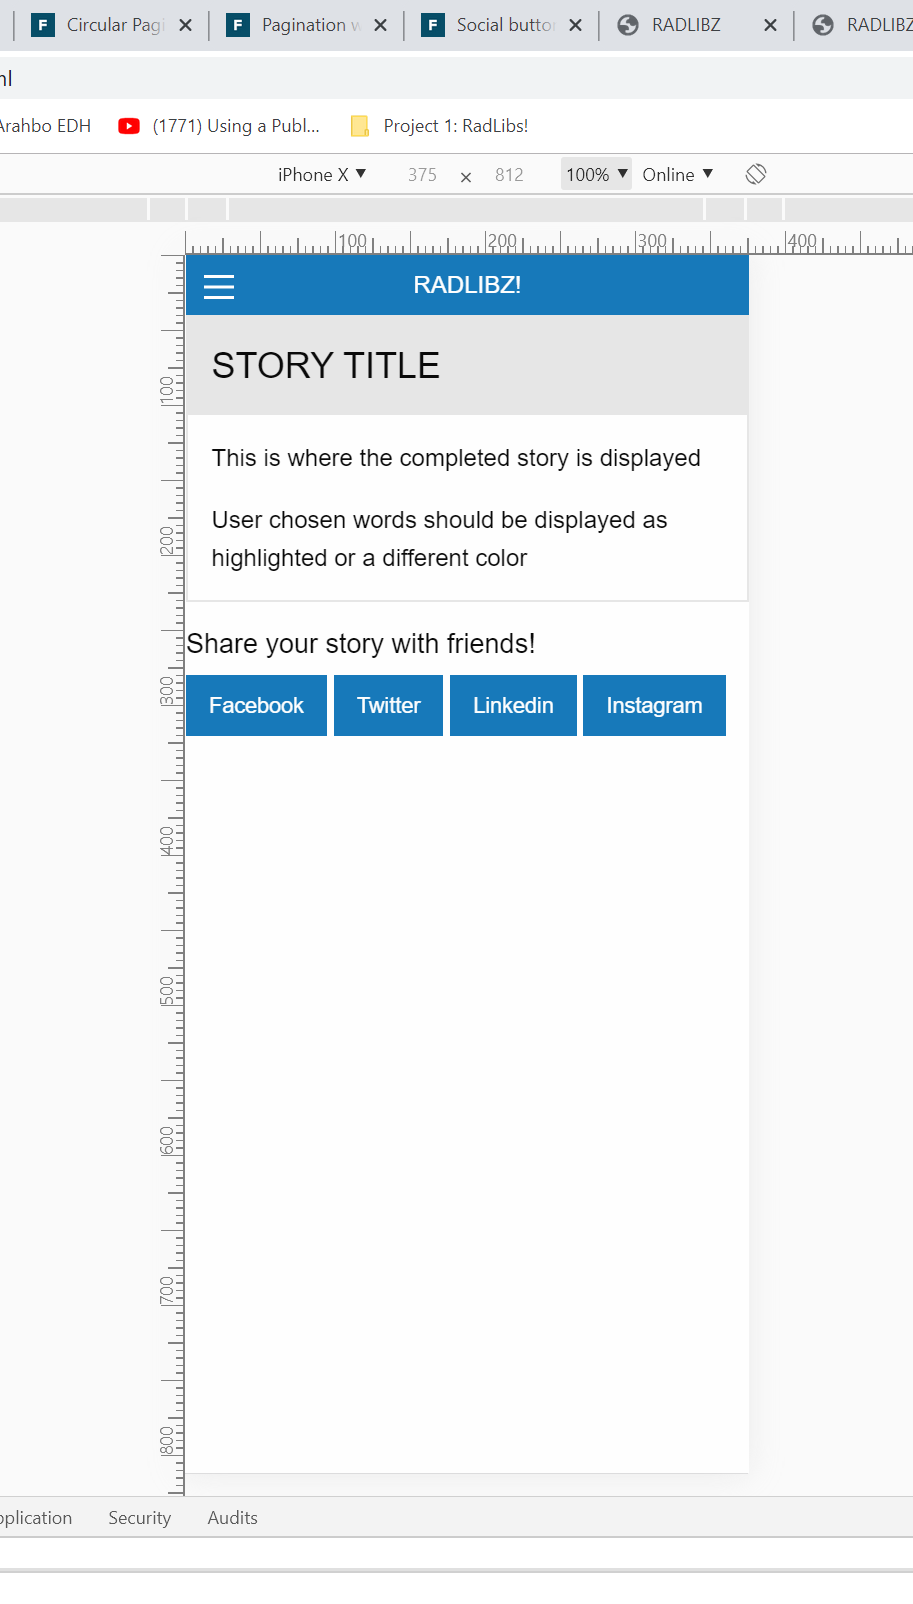 F Circular Pagi F Pagination w F Social buttor RADLIBZ RADLIBZ
nl
Arahbo EDH (1771) Using a Publ... Project 1: RadLibs!
iPhone X ▼ 375 × 812 100% ▼ Online ▼
100 200 300 400
RADLIBZ!
STORY TITLE
100
This is where the completed story is displayed
User chosen words should be displayed as
200
highlighted or a different color
Share your story with friends!
300
Facebook Twitter Linkedin Instagram
400
500
600
700
800
pplication Security Audits